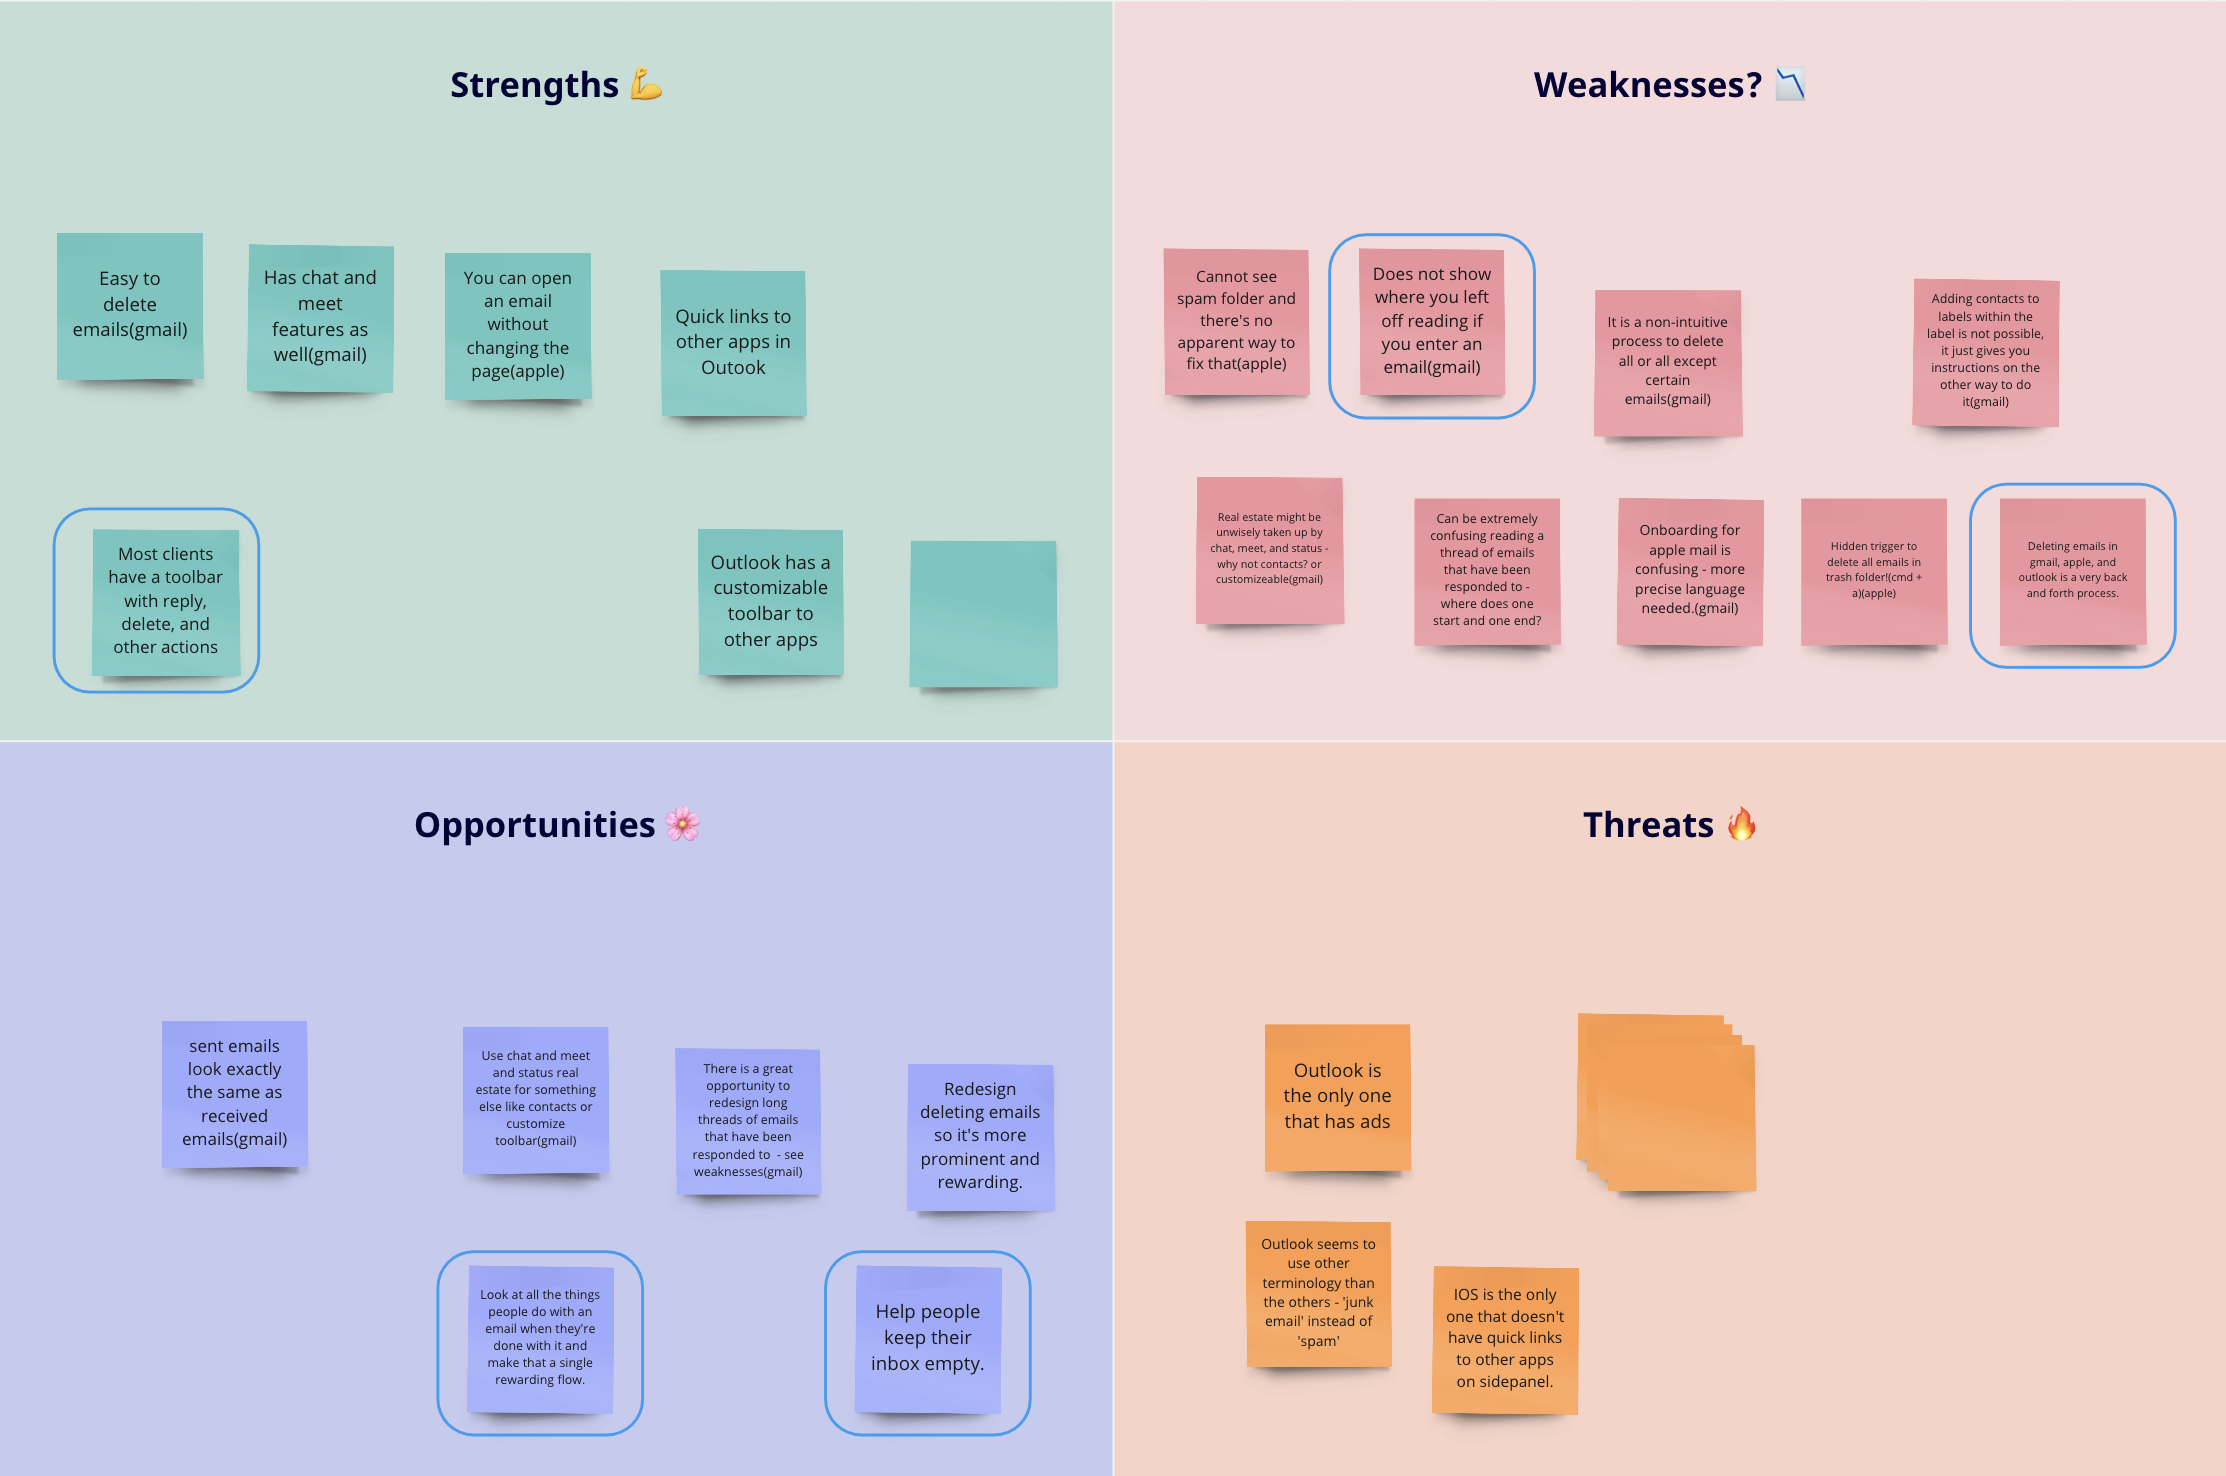 Strengths 💪
Easy to
delete
emails(gmail)
Has chat and
meet
features as
well(gmail)
You can open
an email
without
changing the
page(apple)
Quick links to
other apps in
Outook
Most clients
have a toolbar
with reply,
delete, and
other actions
Outlook has a
customizable
toolbar to
other apps
Weaknesses? 📉
Cannot see
spam folder and
there's no
apparent way to
fix that(apple)
Does not show
where you left
off reading if
you enter an
email(gmail)
It is a non-intuitive
process to delete
all or all except
certain
emails(gmail)
Adding contacts to
labels within the
label is not possible,
it just gives you
instructions on the
other way to do
it(gmail)
Real estate might be
unwisely taken up by
chat, meet, and status -
why not contacts? or
customizeable(gmail)
Can be extremely
confusing reading a
thread of emails
that have been
responded to -
where does one
start and one end?
Onboarding for
apple mail is
confusing - more
precise language
needed.(gmail)
Hidden trigger to
delete all emails in
trash folder!(cmd +
a)(apple)
Deleting emails in
gmail, apple, and
outlook is a very back
and forth process.
Opportunities 🌸
sent emails
look exactly
the same as
received
emails(gmail)
Use chat and meet
and status real
estate for something
else like contacts or
customize
toolbar(gmail)
There is a great
opportunity to
redesign long
threads of emails
that have been
responded to - see
weaknesses(gmail)
Redesign
deleting emails
so it's more
prominent and
rewarding.
Look at all the things
people do with an
email when they're
done with it and
make that a single
rewarding flow.
Help people
keep their
inbox empty.
Threats 🔥
Outlook is
the only one
that has ads
Outlook seems to
use other
terminology than
the others - 'junk
email' instead of
'spam'
IOS is the only
one that doesn't
have quick links
to other apps
on sidepanel.